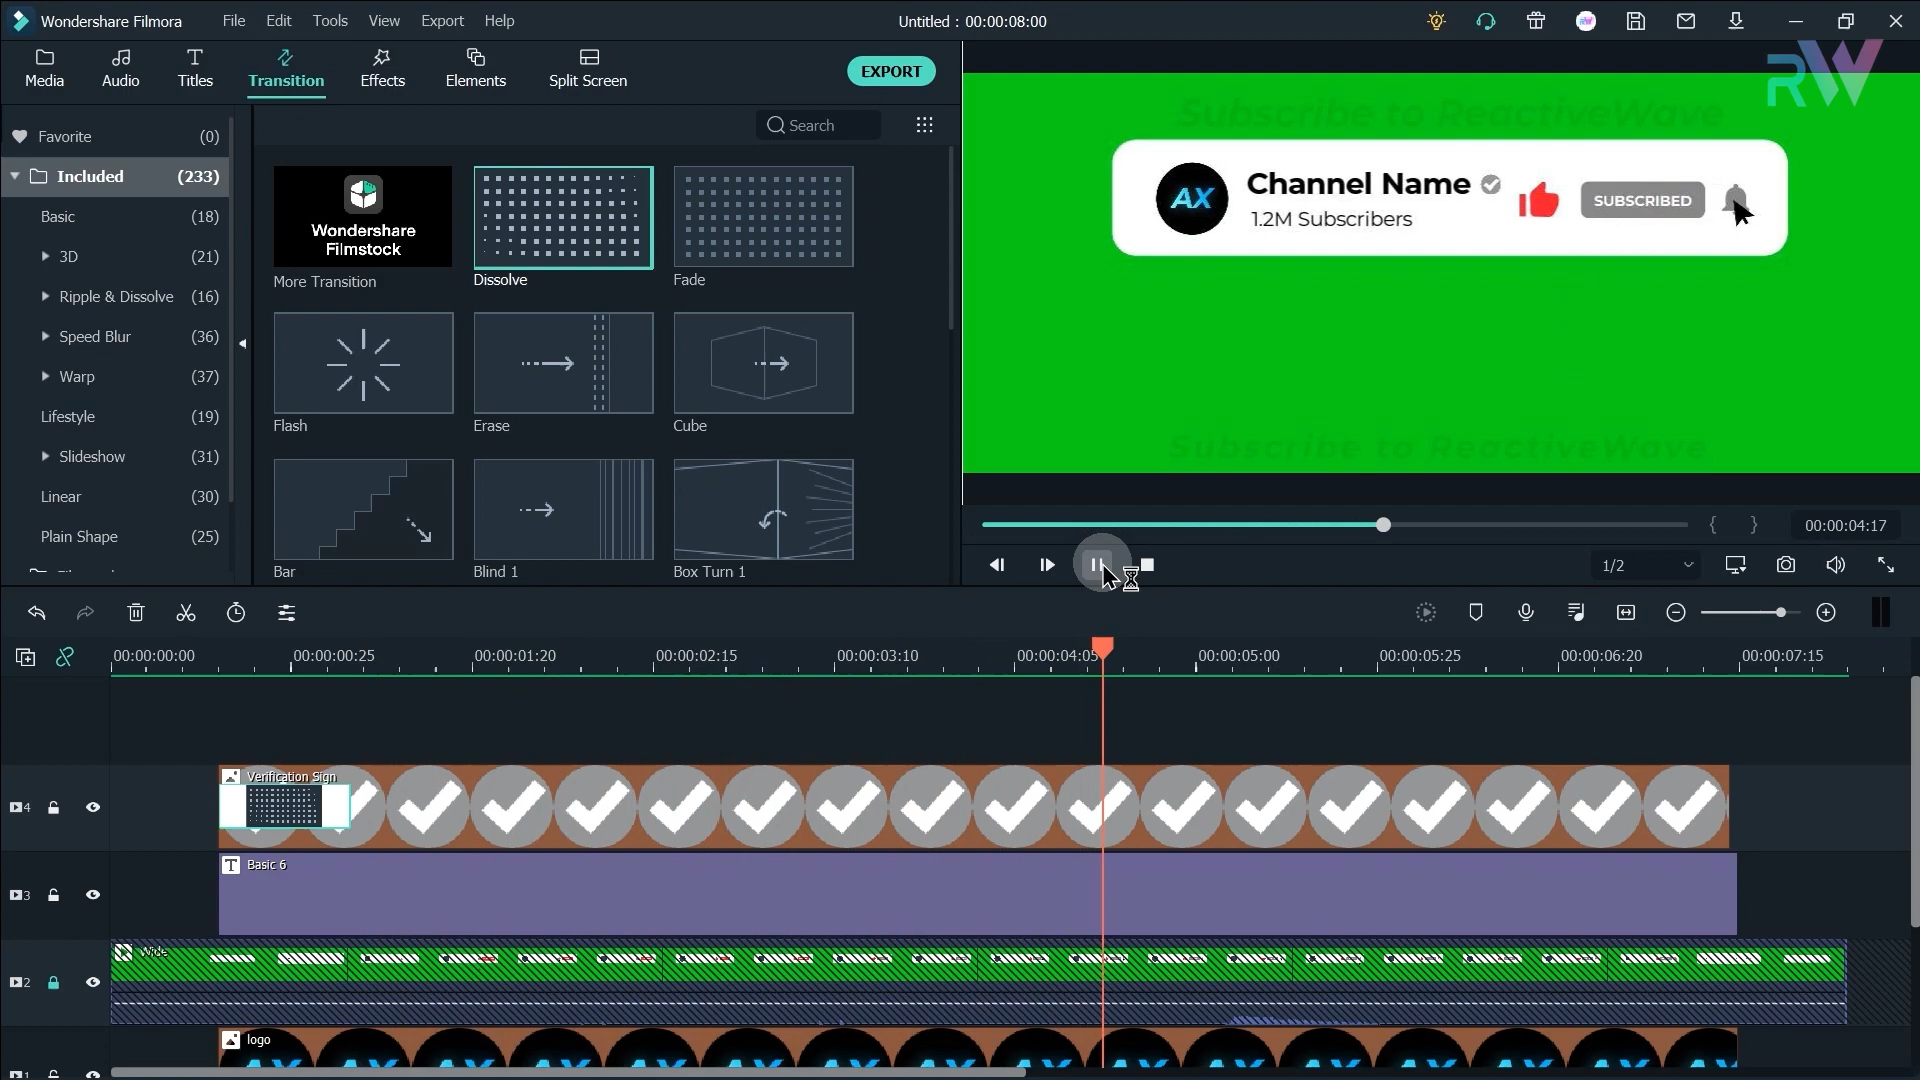 Wondershare Filmora File Edit Tools View Export Help Untitled : 00:00:08:00
Media Audio Titles Transition Effects Elements Split Screen EXPORT
RW
Favorite (0)
Search
Included (233)
Basic (18)
3D (21)
Ripple & Dissolve (16)
Speed Blur (36)
Warp (37)
Lifestyle (19)
Slideshow (31)
Linear (30)
Plain Shape (25)
Wondershare
Filmstock
More Transition Dissolve Fade
Flash Erase Cube
Bar Blind 1 Box Turn 1
Subscribe to ReactiveWave
AX Channel Name
1.2M Subscribers
SUBSCRIBED
Subscribe to ReactiveWave
{ } 00:00:04:17
1/2
00:00:00:00 00:00:00:25 00:00:01:20 00:00:02:15 00:00:03:10 00:00:04:05 00:00:05:00 00:00:05:25 00:00:06:20 00:00:07:15
4 Verification Sign
3 T Basic 6
2 Wide
1 logo